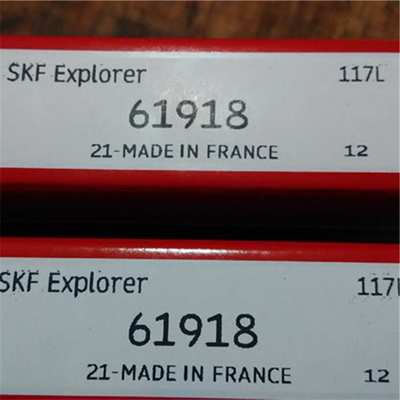 SKF Explorer 117L
61918
21-MADE IN FRANCE 12
SKF Explorer 117L
61918
21-MADE IN FRANCE 12